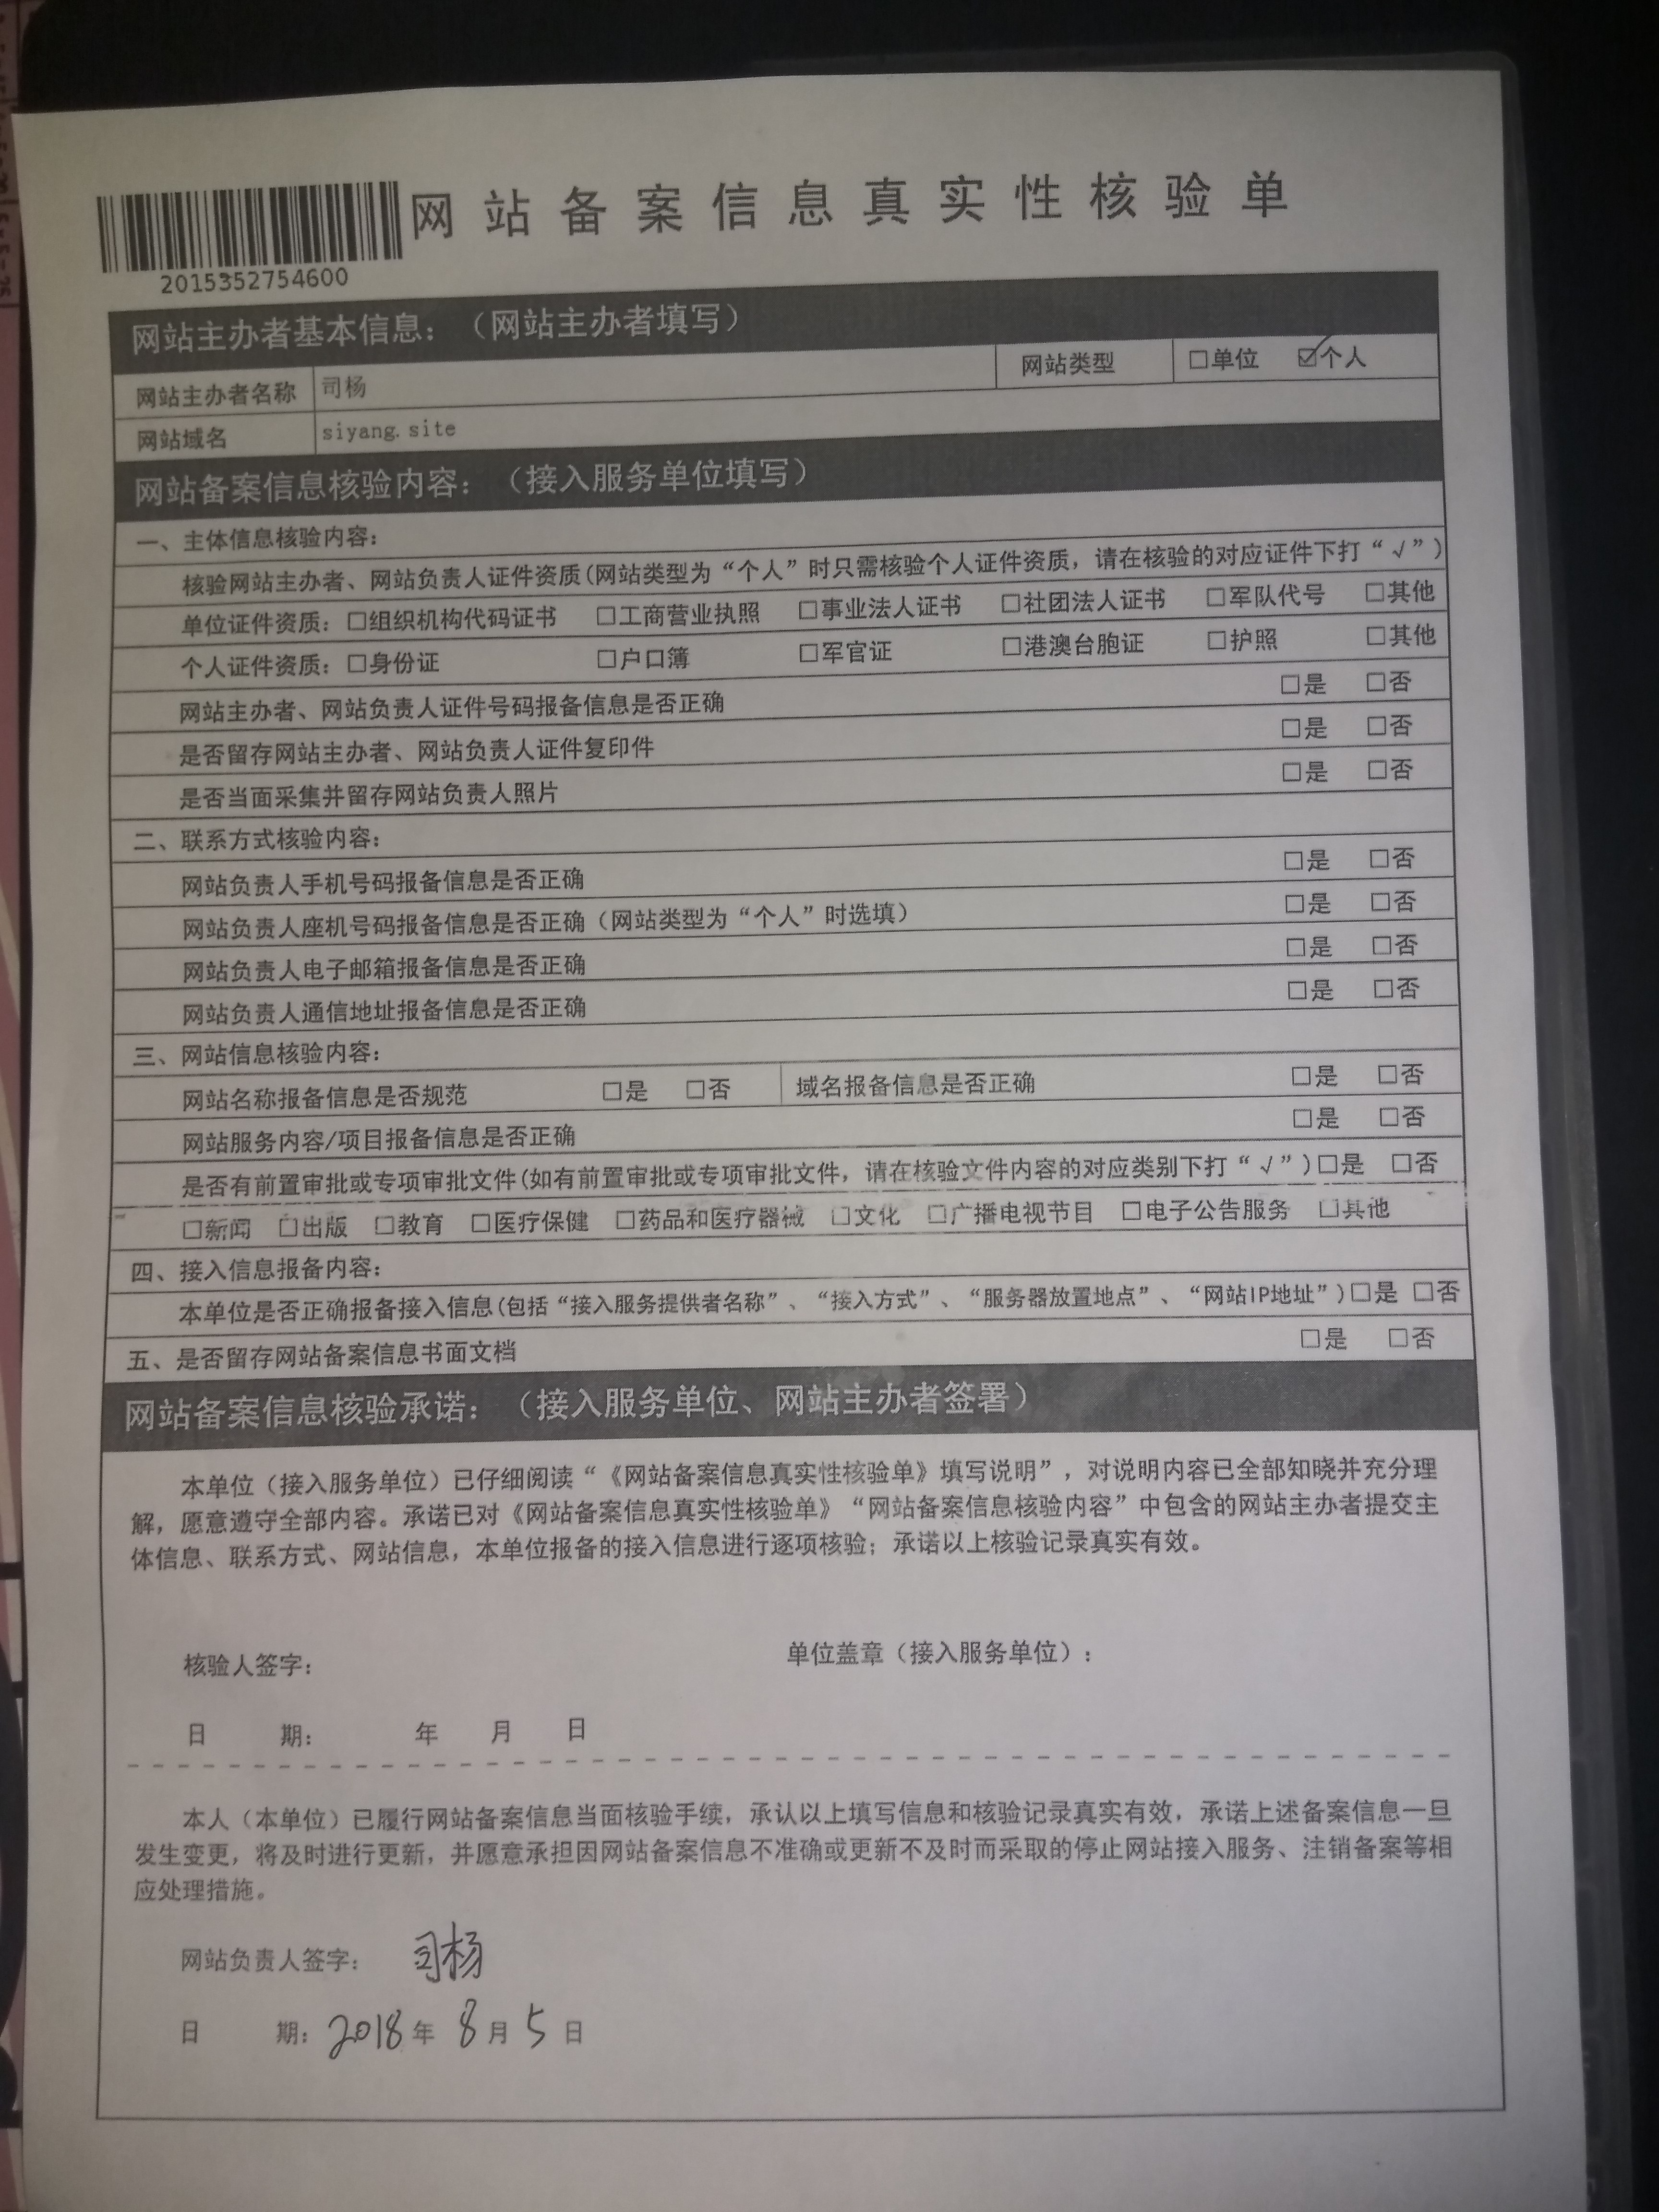 网站备案信息真实性核验单
2015352754600
网站主办者基本信息：（网站主办者填写）
网站主办者名称 司杨 网站类型 □单位 ☑个人
网站域名 siyang.site
网站备案信息核验内容：（接入服务单位填写）
一、主体信息核验内容：
核验网站主办者、网站负责人证件资质(网站类型为“个人”时只需核验个人证件资质，请在核验的对应证件下打“√”)
单位证件资质：□组织机构代码证书 □工商营业执照 □事业法人证书 □社团法人证书 □军队代号 □其他
个人证件资质：□身份证 □户口簿 □军官证 □港澳台胞证 □护照 □其他
网站主办者、网站负责人证件号码报备信息是否正确 □是 □否
是否留存网站主办者、网站负责人证件复印件 □是 □否
是否当面采集并留存网站负责人照片 □是 □否
二、联系方式核验内容：
网站负责人手机号码报备信息是否正确 □是 □否
网站负责人座机号码报备信息是否正确（网站类型为“个人”时选填） □是 □否
网站负责人电子邮箱报备信息是否正确 □是 □否
网站负责人通信地址报备信息是否正确 □是 □否
三、网站信息核验内容：
网站名称报备信息是否规范 □是 □否 域名报备信息是否正确 □是 □否
网站服务内容/项目报备信息是否正确 □是 □否
是否有前置审批或专项审批文件(如有前置审批或专项审批文件，请在核验文件内容的对应类别下打“√”)□是 □否
□新闻 □出版 □教育 □医疗保健 □药品和医疗器械 □文化 □广播电视节目 □电子公告服务 □其他
四、接入信息报备内容：
本单位是否正确报备接入信息(包括“接入服务提供者名称”、“接入方式”、“服务器放置地点”、“网站IP地址”)□是 □否
五、是否留存网站备案信息书面文档 □是 □否
网站备案信息核验承诺：（接入服务单位、网站主办者签署）
本单位（接入服务单位）已仔细阅读“《网站备案信息真实性核验单》填写说明”，对说明内容已全部知晓并充分理
解，愿意遵守全部内容。承诺已对《网站备案信息真实性核验单》“网站备案信息核验内容”中包含的网站主办者提交主
体信息、联系方式、网站信息，本单位报备的接入信息进行逐项核验；承诺以上核验记录真实有效。
核验人签字： 单位盖章（接入服务单位）：
日 期： 年 月 日
本人（本单位）已履行网站备案信息当面核验手续，承认以上填写信息和核验记录真实有效，承诺上述备案信息一旦
发生变更，将及时进行更新，并愿意承担因网站备案信息不准确或更新不及时而采取的停止网站接入服务、注销备案等相
应处理措施。
网站负责人签字： 司杨
日 期：2018年 8月 5日